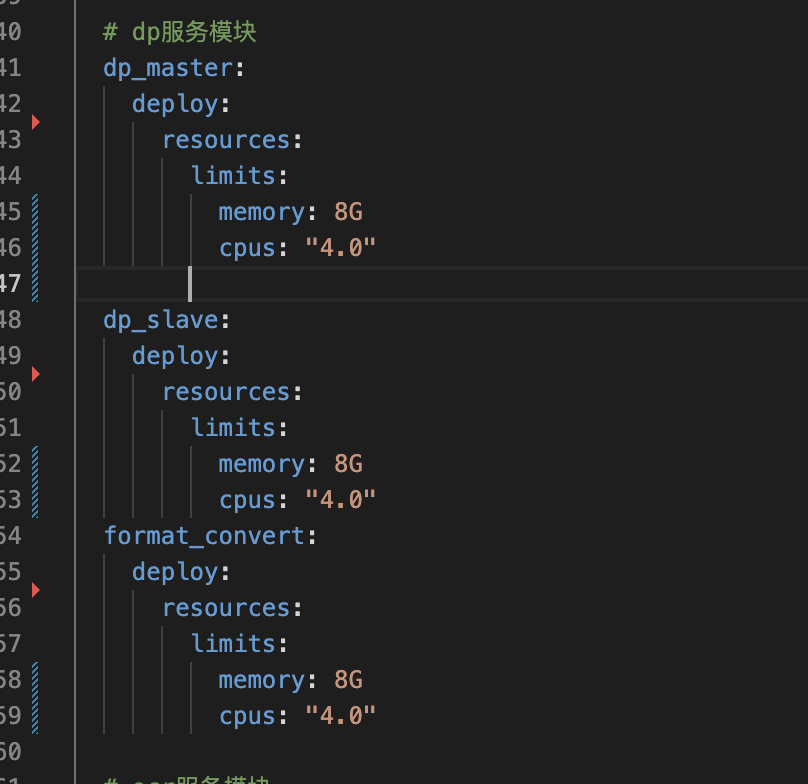 40 # dp服务模块
41 dp_master:
42 deploy:
43 resources:
44 limits:
45 memory: 8G
46 cpus: "4.0"
47
48 dp_slave:
49 deploy:
50 resources:
51 limits:
52 memory: 8G
53 cpus: "4.0"
54 format_convert:
55 deploy:
56 resources:
57 limits:
58 memory: 8G
59 cpus: "4.0"
60